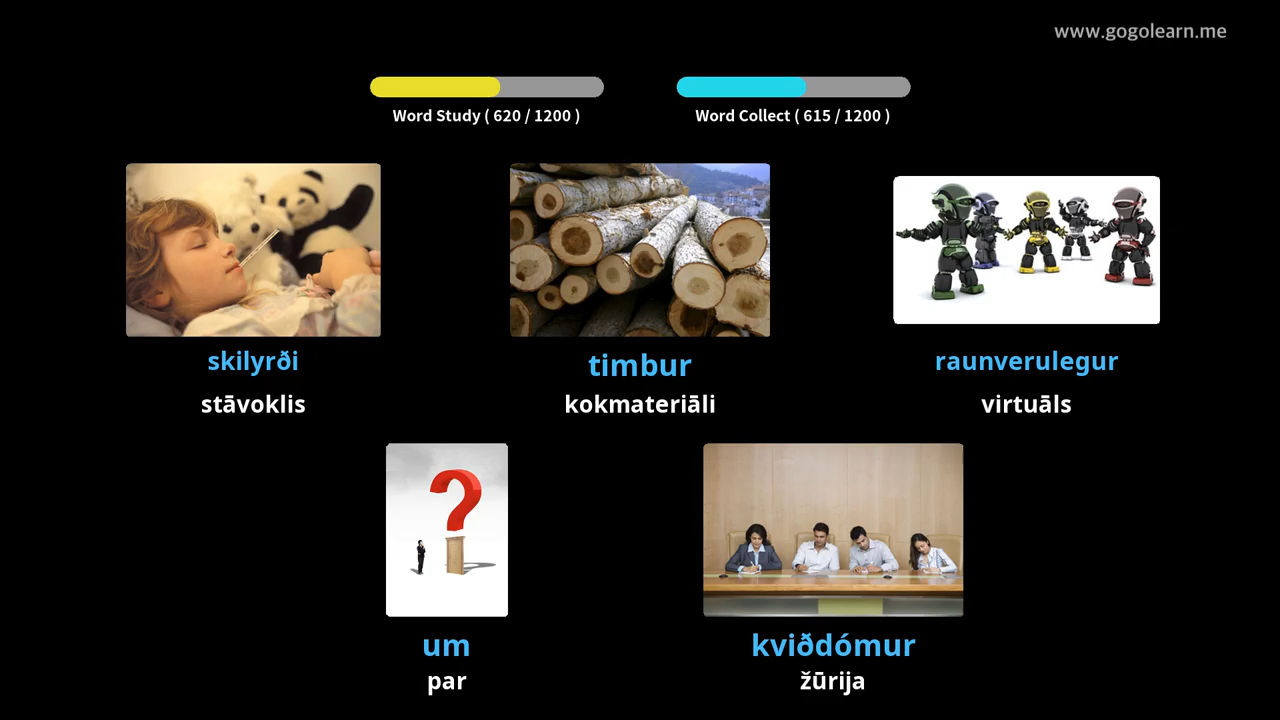 www.gogolearn.me
Word Study ( 620 / 1200 )
Word Collect ( 615 / 1200 )
skilyrði
timbur
raunverulegur
stāvoklis
kokmateriāli
virtuāls
um
kviðdómur
par
žūrija